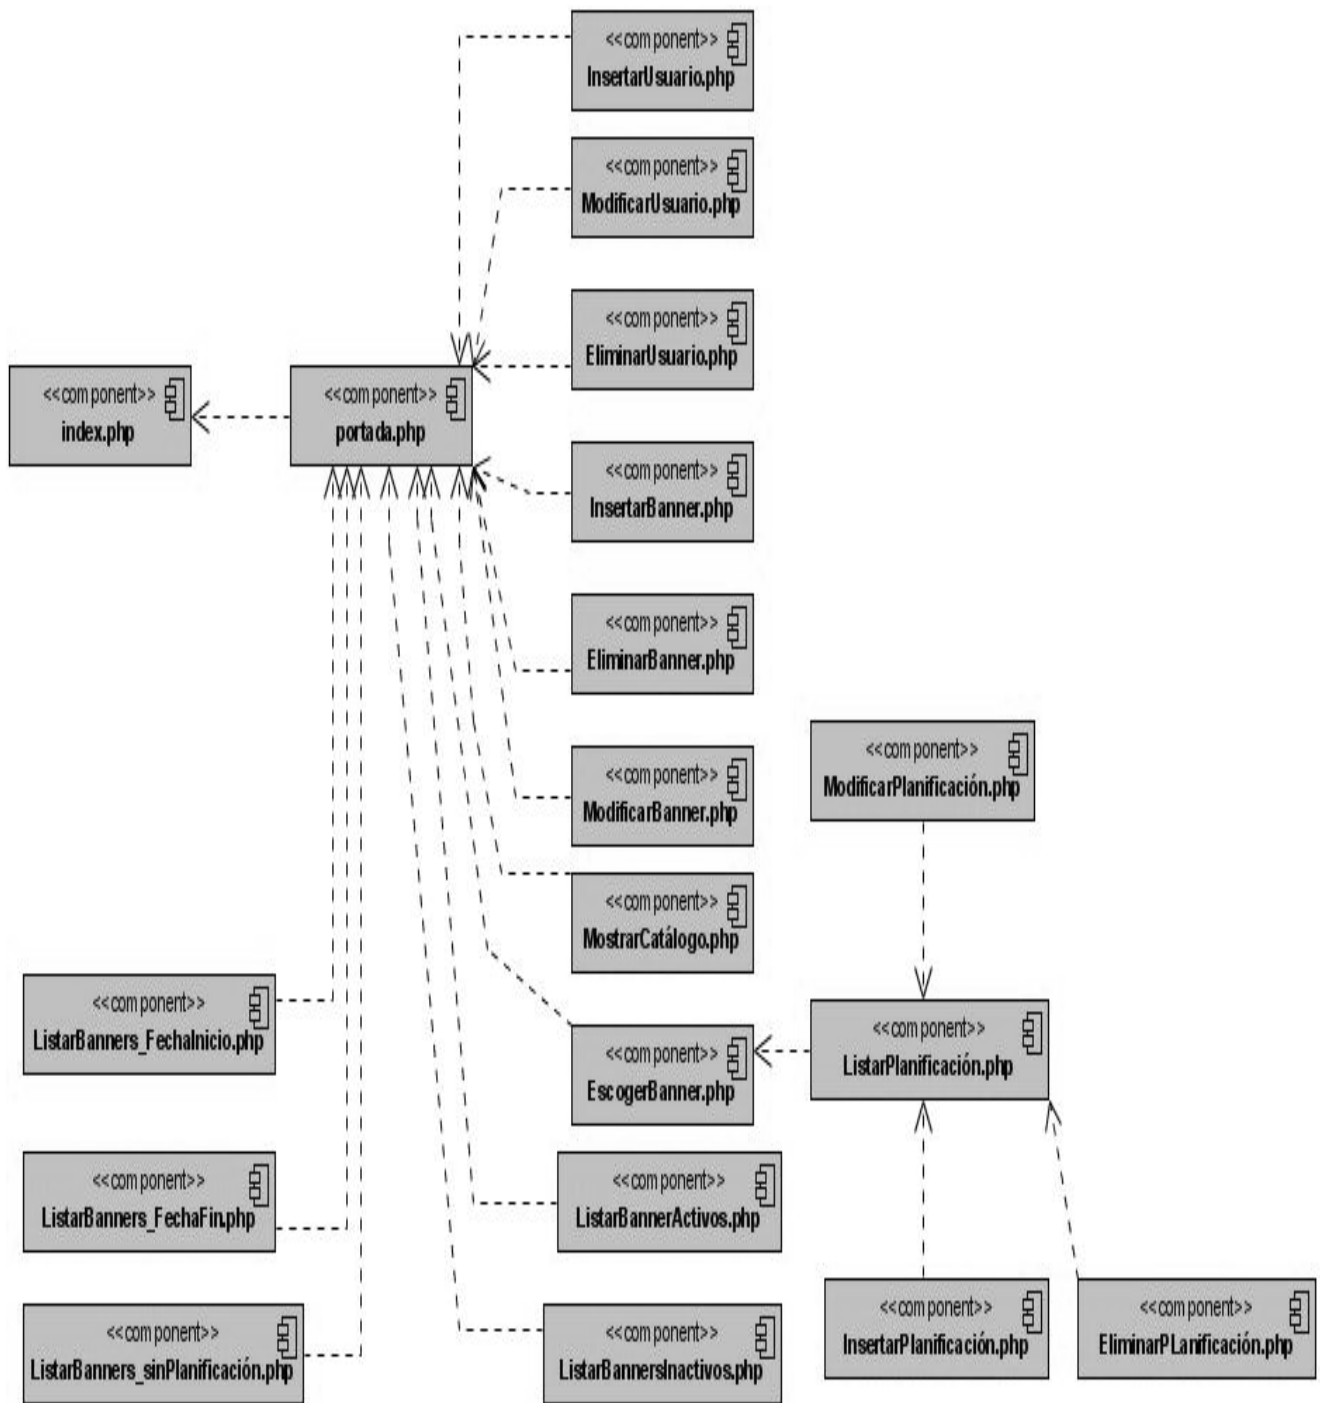 <<component>>
InsertarUsuario.php
<<component>>
ModificarUsuario.php
<<component>>
EliminarUsuario.php
<<component>>
index.php
<<component>>
portada.php
<<component>>
InsertarBanner.php
<<component>>
EliminarBanner.php
<<component>>
ModificarBanner.php
<<component>>
ModificarPlanificación.php
<<component>>
MostrarCatálogo.php
<<component>>
ListarBanners_FechaInicio.php
<<component>>
EscogerBanner.php
<<component>>
ListarPlanificación.php
<<component>>
ListarBanners_FechaFin.php
<<component>>
ListarBannerActivos.php
<<component>>
ListarBanners_sinPlanificación.php
<<component>>
ListarBannersInactivos.php
<<component>>
InsertarPlanificación.php
<<component>>
EliminarPLanificación.php